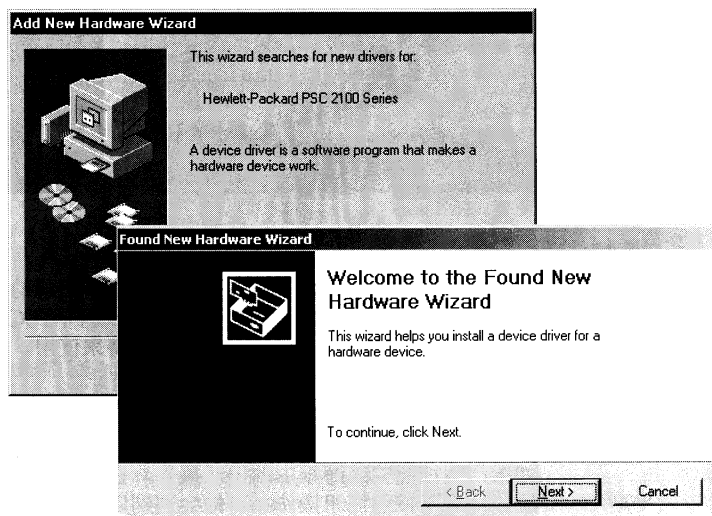 Add New Hardware Wizard
This wizard searches for new drivers for:
Hewlett-Packard PSC 2100 Series
A device driver is a software program that makes a
hardware device work.
Found New Hardware Wizard
Welcome to the Found New
Hardware Wizard
This wizard helps you install a device driver for a
hardware device.
To continue, click Next.
< Back
Next >
Cancel